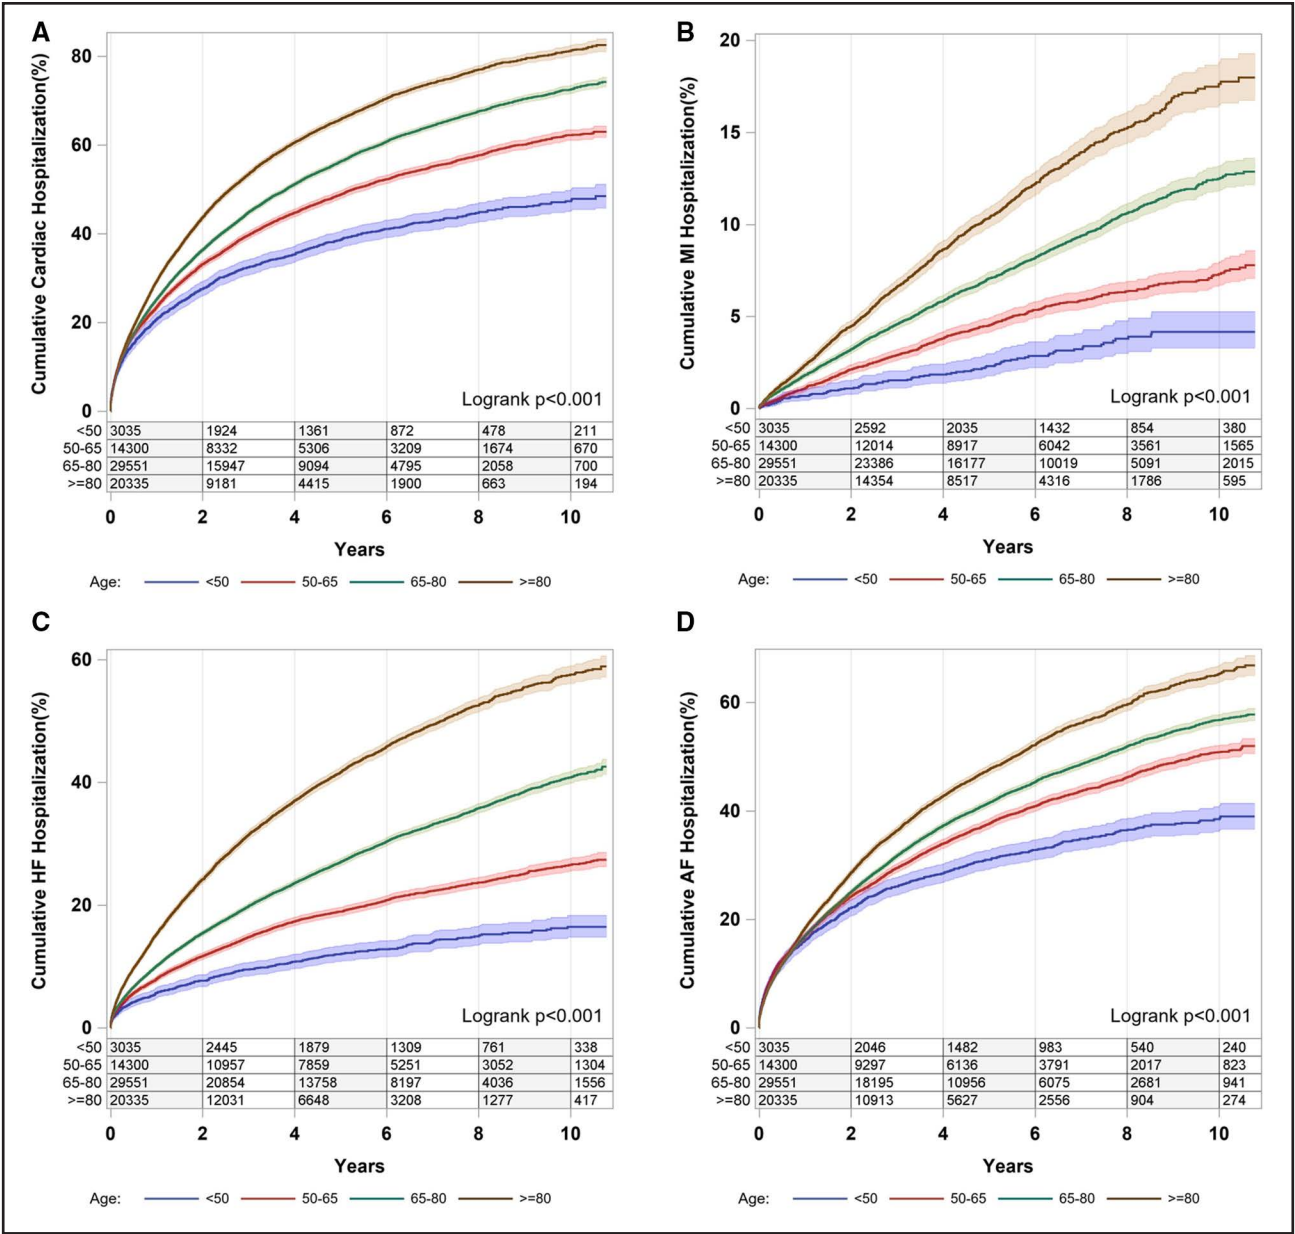 A
Cumulative Cardiac Hospitalization(%)
80
60
40
20
0
Logrank p<0.001
<50 3035 1924 1361 872 478 211
50-65 14300 8332 5306 3209 1674 670
65-80 29551 15947 9094 4795 2058 700
>=80 20335 9181 4415 1900 663 194
0 2 4 6 8 10
Years
Age: <50 50-65 65-80 >=80
B
Cumulative MI Hospitalization(%)
20
15
10
5
0
Logrank p<0.001
<50 3035 2592 2035 1432 854 380
50-65 14300 12014 8917 6042 3561 1565
65-80 29551 23386 16177 10019 5091 2015
>=80 20335 14354 8517 4316 1786 595
0 2 4 6 8 10
Years
Age: <50 50-65 65-80 >=80
C
Cumulative HF Hospitalization(%)
60
40
20
0
Logrank p<0.001
<50 3035 2445 1879 1309 761 338
50-65 14300 10957 7859 5251 3052 1304
65-80 29551 20854 13758 8197 4036 1556
>=80 20335 12031 6648 3208 1277 417
0 2 4 6 8 10
Years
Age: <50 50-65 65-80 >=80
D
Cumulative AF Hospitalization(%)
60
40
20
0
Logrank p<0.001
<50 3035 2046 1482 983 540 240
50-65 14300 9297 6136 3791 2017 823
65-80 29551 18195 10956 6075 2681 941
>=80 20335 10913 5627 2556 904 274
0 2 4 6 8 10
Years
Age: <50 50-65 65-80 >=80